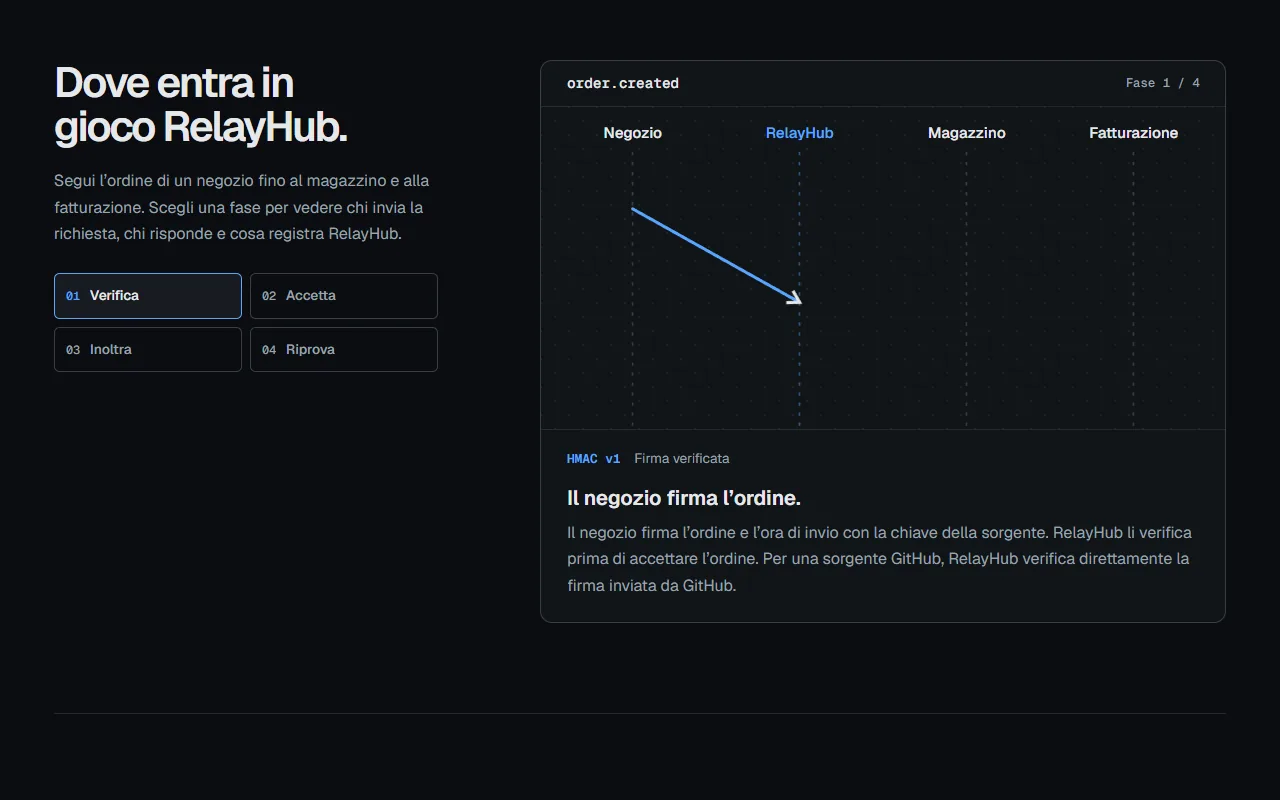 Dove entra in
gioco RelayHub.
Segui l’ordine di un negozio fino al magazzino e alla
fatturazione. Scegli una fase per vedere chi invia la
richiesta, chi risponde e cosa registra RelayHub.
01 Verifica
02 Accetta
03 Inoltra
04 Riprova
order.created
Fase 1 / 4
Negozio
RelayHub
Magazzino
Fatturazione
HMAC v1 Firma verificata
Il negozio firma l’ordine.
Il negozio firma l’ordine e l’ora di invio con la chiave della sorgente. RelayHub li verifica
prima di accettare l’ordine. Per una sorgente GitHub, RelayHub verifica direttamente la
firma inviata da GitHub.